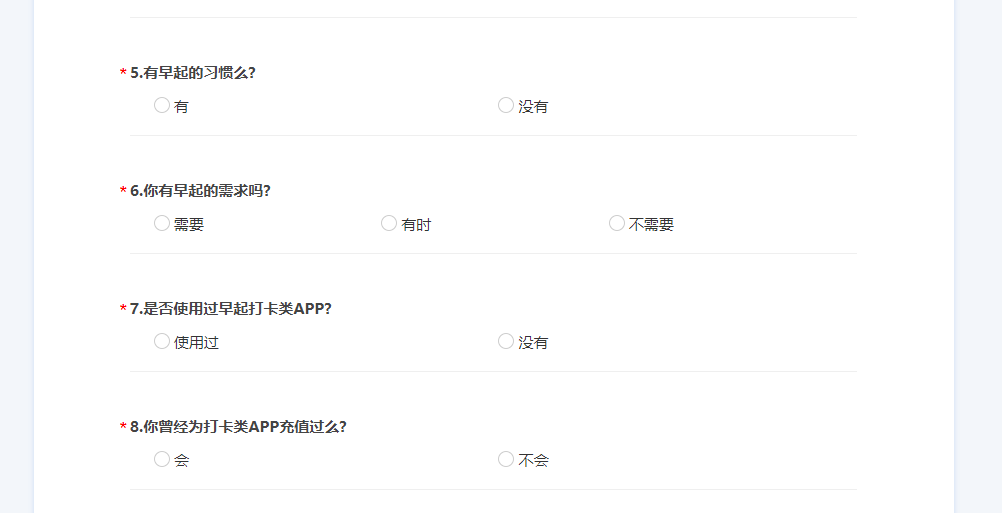 *5.有早起的习惯么?
有 没有
*6.你有早起的需求吗?
需要 有时 不需要
*7.是否使用过早起打卡类APP?
使用过 没有
*8.你曾经为打卡类APP充值过么?
会 不会